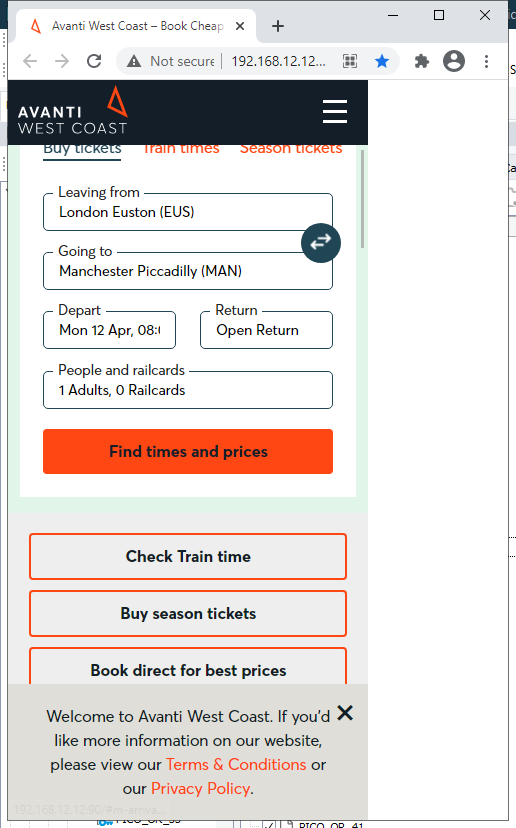 Avanti West Coast – Book Cheap
Not secure
192.168.12.12...
AVANTI
WEST COAST
Buy tickets Train times Season tickets
Leaving from
London Euston (EUS)
Going to
Manchester Piccadilly (MAN)
Depart Return
Mon 12 Apr, 08:0 Open Return
People and railcards
1 Adults, 0 Railcards
Find times and prices
Check Train time
Buy season tickets
Book direct for best prices
Welcome to Avanti West Coast. If you'd
like more information on our website,
please view our Terms & Conditions or
our Privacy Policy.
192.168.12.12:90/#m-arriva...